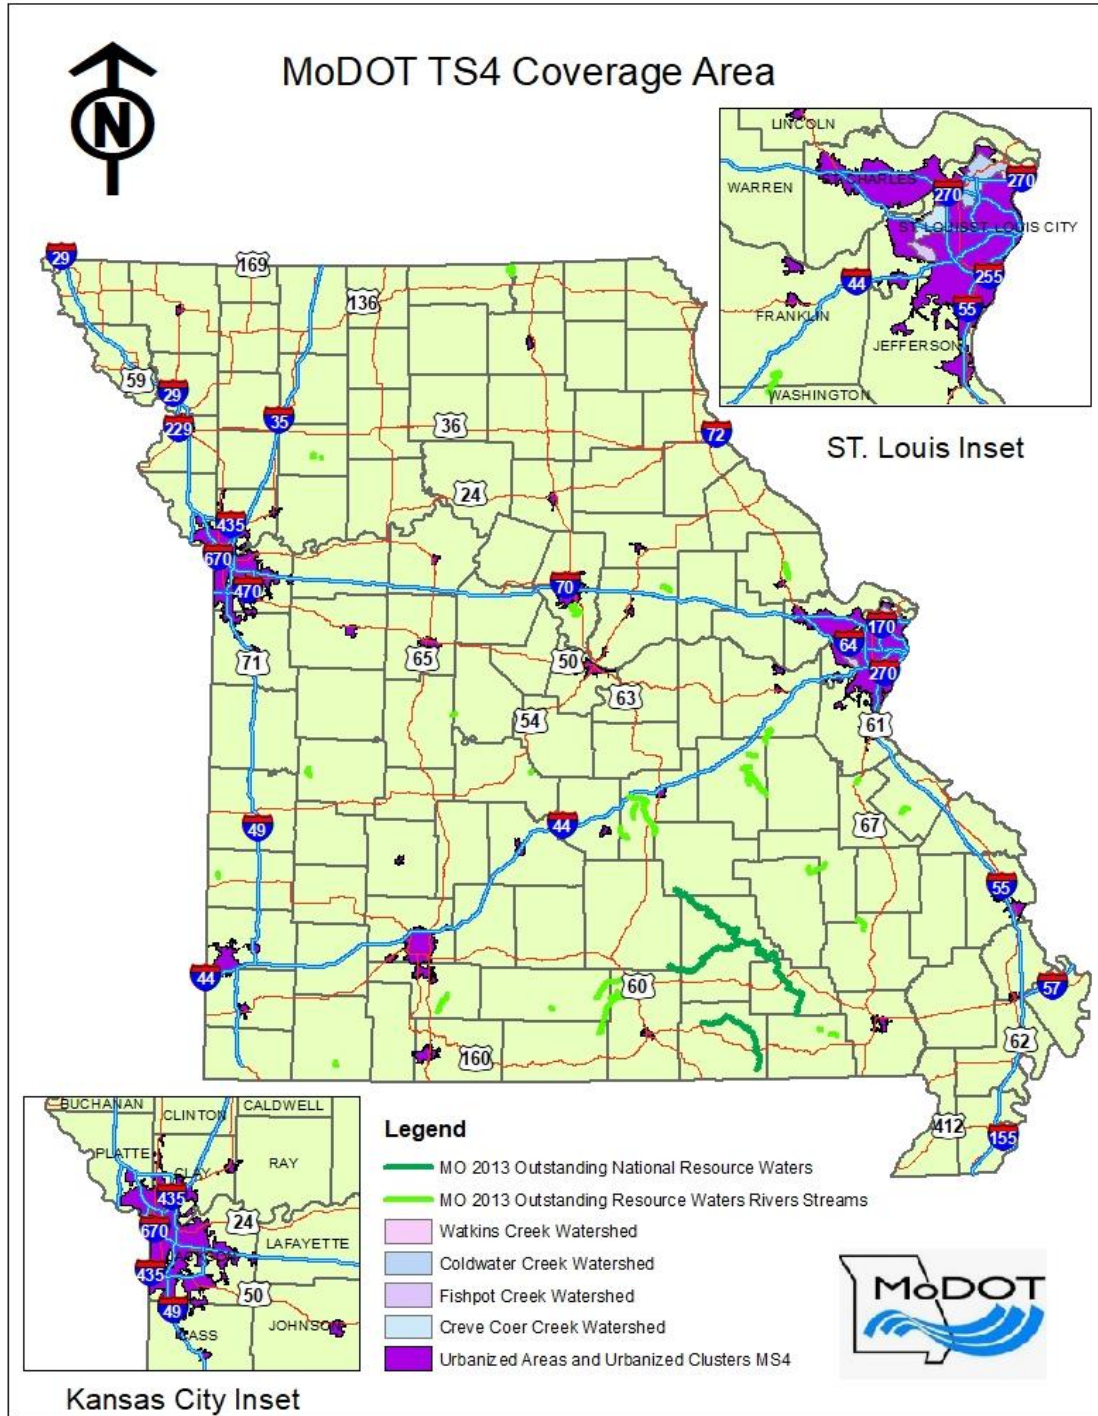 MoDOT TS4 Coverage Area
N
LINCOLN
WARREN
ST. CHARLES
270
270
ST. LOUIS
ST. LOUIS CITY
44
255
55
FRANKLIN
JEFFERSON
WASHINGTON
ST. Louis Inset
29
169
136
59
29
229
35
36
72
24
435
670
470
70
170
64
270
71
65
50
63
54
61
49
44
67
55
44
60
57
62
160
412
155
BUCHANAN
CLINTON
CALDWELL
PLATTE
CLAY
RAY
435
670
24
LAFAYETTE
435
50
49
CASS
JOHNSON
Kansas City Inset
Legend
MO 2013 Outstanding National Resource Waters
MO 2013 Outstanding Resource Waters Rivers Streams
Watkins Creek Watershed
Coldwater Creek Watershed
Fishpot Creek Watershed
Creve Coer Creek Watershed
Urbanized Areas and Urbanized Clusters MS4
MoDOT